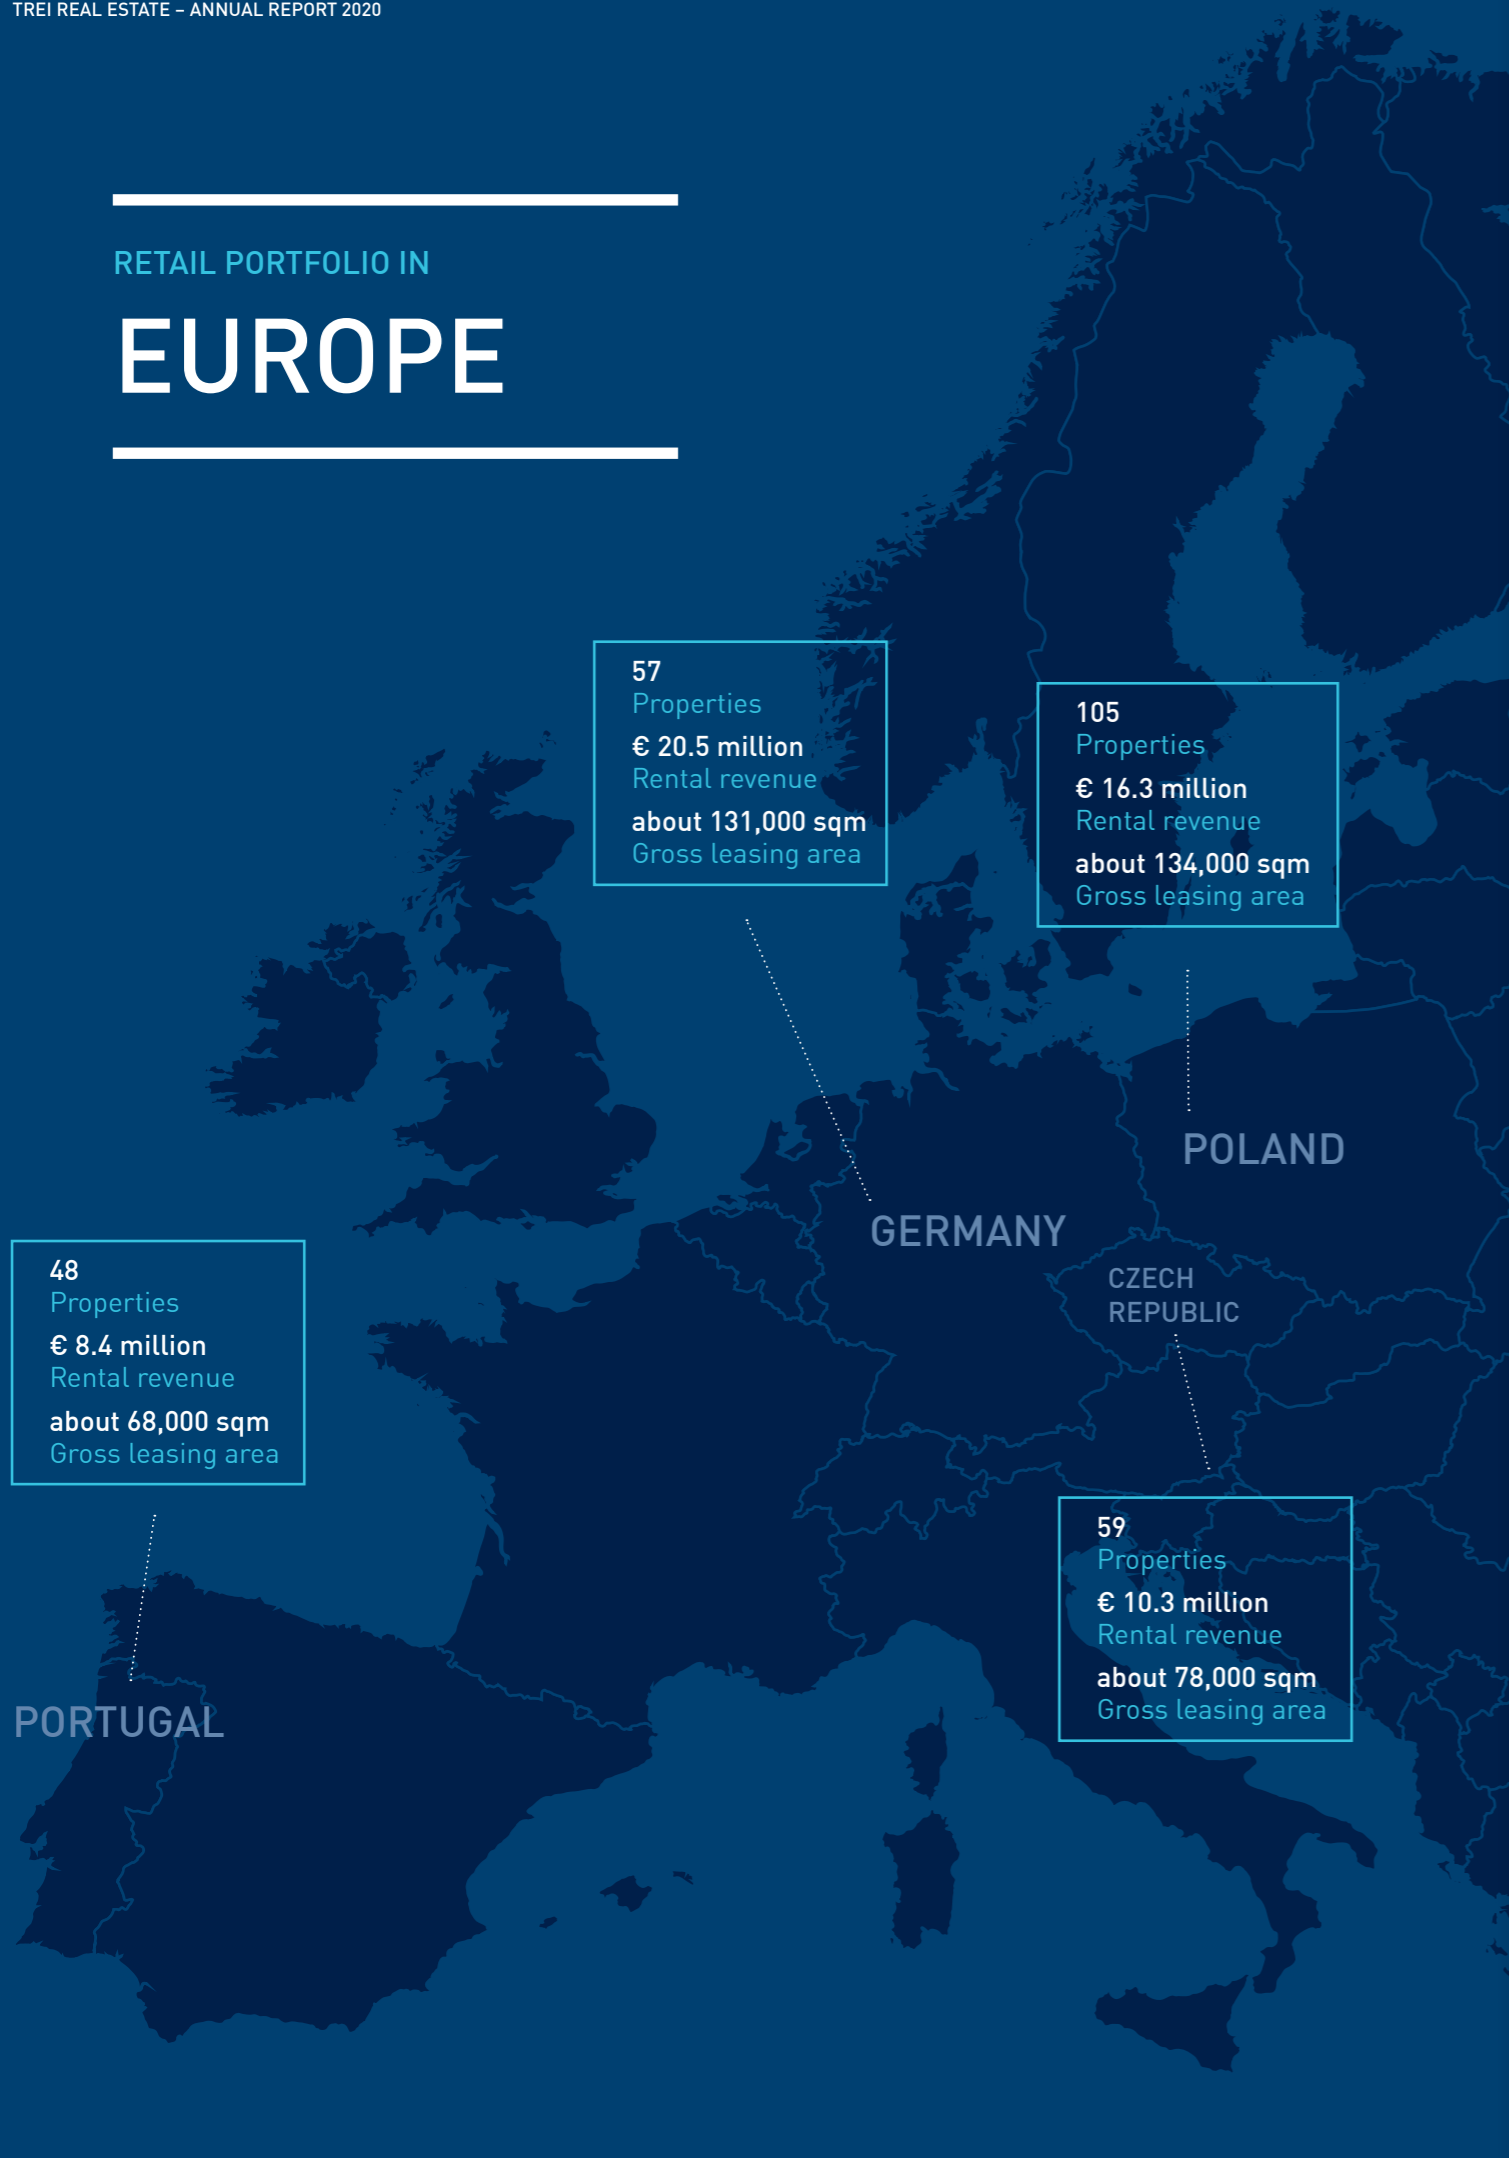 TREI REAL ESTATE – ANNUAL REPORT 2020
RETAIL PORTFOLIO IN
EUROPE
57
Properties
€ 20.5 million
Rental revenue
about 131,000 sqm
Gross leasing area
105
Properties
€ 16.3 million
Rental revenue
about 134,000 sqm
Gross leasing area
POLAND
GERMANY
CZECH
REPUBLIC
48
Properties
€ 8.4 million
Rental revenue
about 68,000 sqm
Gross leasing area
59
Properties
€ 10.3 million
Rental revenue
about 78,000 sqm
Gross leasing area
PORTUGAL